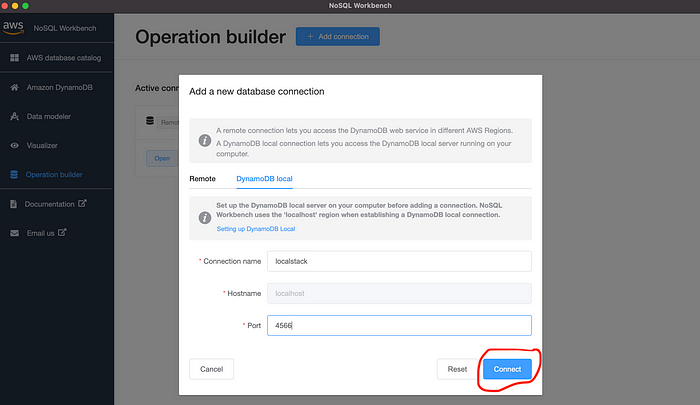 NoSQL Workbench
aws
NoSQL Workbench
AWS database catalog
Amazon DynamoDB
Data modeler
Visualizer
Operation builder
Documentation
Email us
Operation builder
+ Add connection
Active conn
Remot
Open
Add a new database connection
A remote connection lets you access the DynamoDB web service in different AWS Regions.
A DynamoDB local connection lets you access the DynamoDB local server running on your
computer.
Remote
DynamoDB local
Set up the DynamoDB local server on your computer before adding a connection. NoSQL
Workbench uses the 'localhost' region when establishing a DynamoDB local connection.
Setting up DynamoDB Local
* Connection name
localstack
* Hostname
localhost
* Port
4566
Cancel
Reset
Connect